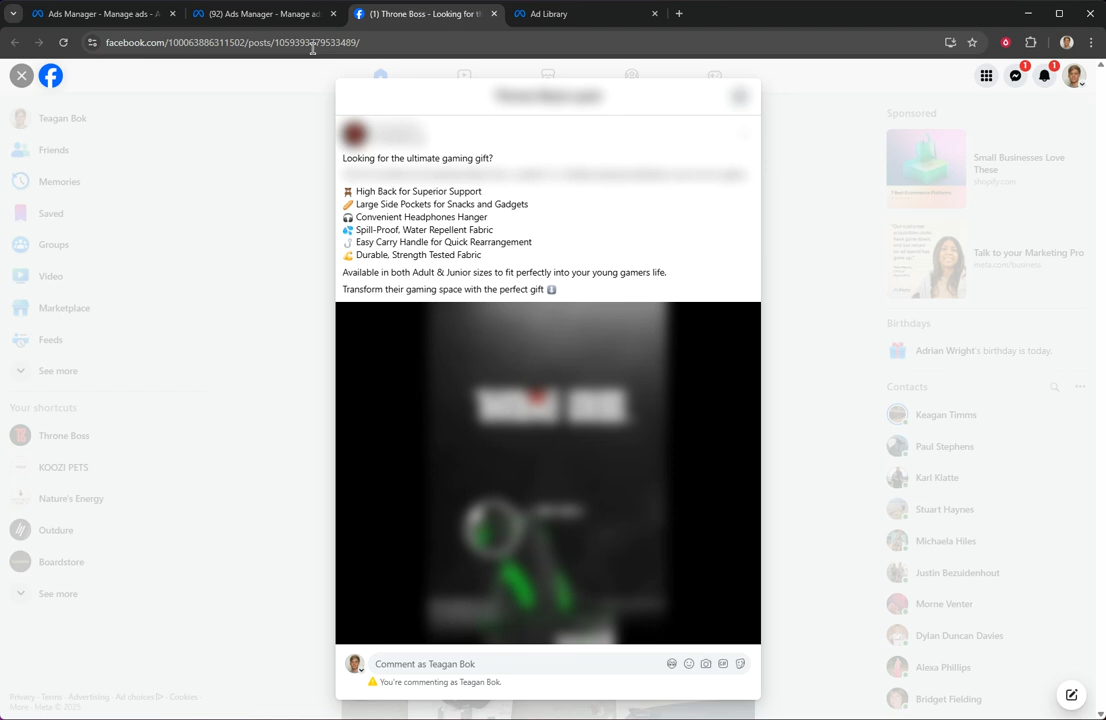 Ads Manager - Manage ads - A
(92) Ads Manager - Manage ad
(1) Throne Boss - Looking for th
Ad Library
facebook.com/100063886311502/posts/1059393779533489/
1
1
Teagan Bok
Friends
Memories
Saved
Groups
Video
Marketplace
Feeds
See more
Your shortcuts
Throne Boss
KOOZI PETS
Nature's Energy
Outdure
Boardstore
See more
Privacy · Terms · Advertising · Ad choices · Cookies ·
More · Meta © 2025
Looking for the ultimate gaming gift?
High Back for Superior Support
Large Side Pockets for Snacks and Gadgets
Convenient Headphones Hanger
Spill-Proof, Water Repellent Fabric
Easy Carry Handle for Quick Rearrangement
Durable, Strength Tested Fabric
Available in both Adult & Junior sizes to fit perfectly into your young gamers life.
Transform their gaming space with the perfect gift
Comment as Teagan Bok
You're commenting as Teagan Bok.
Sponsored
Small Businesses Love
These
shopify.com
Talk to your Marketing Pro
meta.com/business
Birthdays
Adrian Wright's birthday is today.
Contacts
Keagan Timms
Paul Stephens
Karl Klatte
Stuart Haynes
Michaela Hiles
Justin Bezuidenhout
Morne Venter
Dylan Duncan Davies
Alexa Phillips
Bridget Fielding